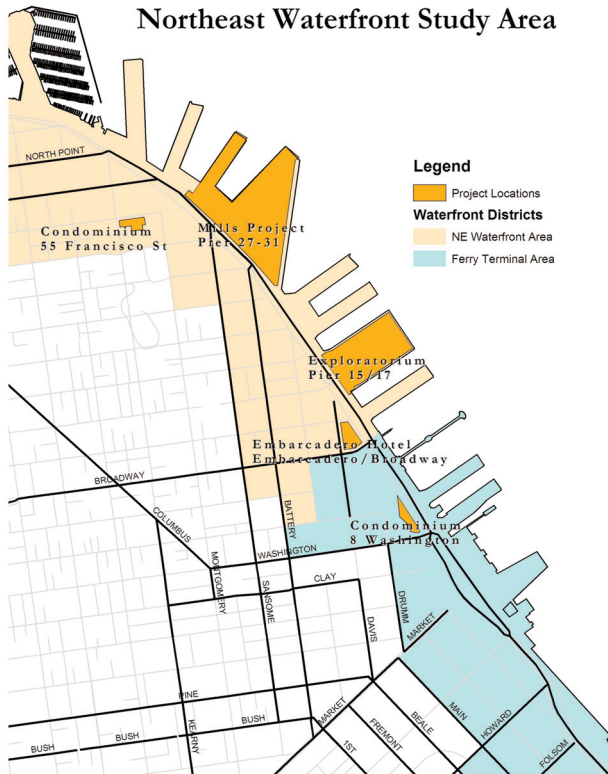 Northeast Waterfront Study Area
NORTH POINT
Legend
Project Locations
Waterfront Districts
NE Waterfront Area
Ferry Terminal Area
Condominium
55 Francisco St
Mills Project
Pier 27-31
Exploratorium
Pier 15/17
Embarcadero Hotel
Embarcadero/Broadway
BROADWAY
COLUMBUS
BATTERY
Condominium
8 Washington
WASHINGTON
MONTGOMERY
SANSOME
CLAY
DAVIS
DRUMM
MARKET
PINE
KEARNY
BUSH
BUSH
BUSH
MARKET
1ST
FREMONT
BEALE
MAIN
HOWARD
FOLSOM